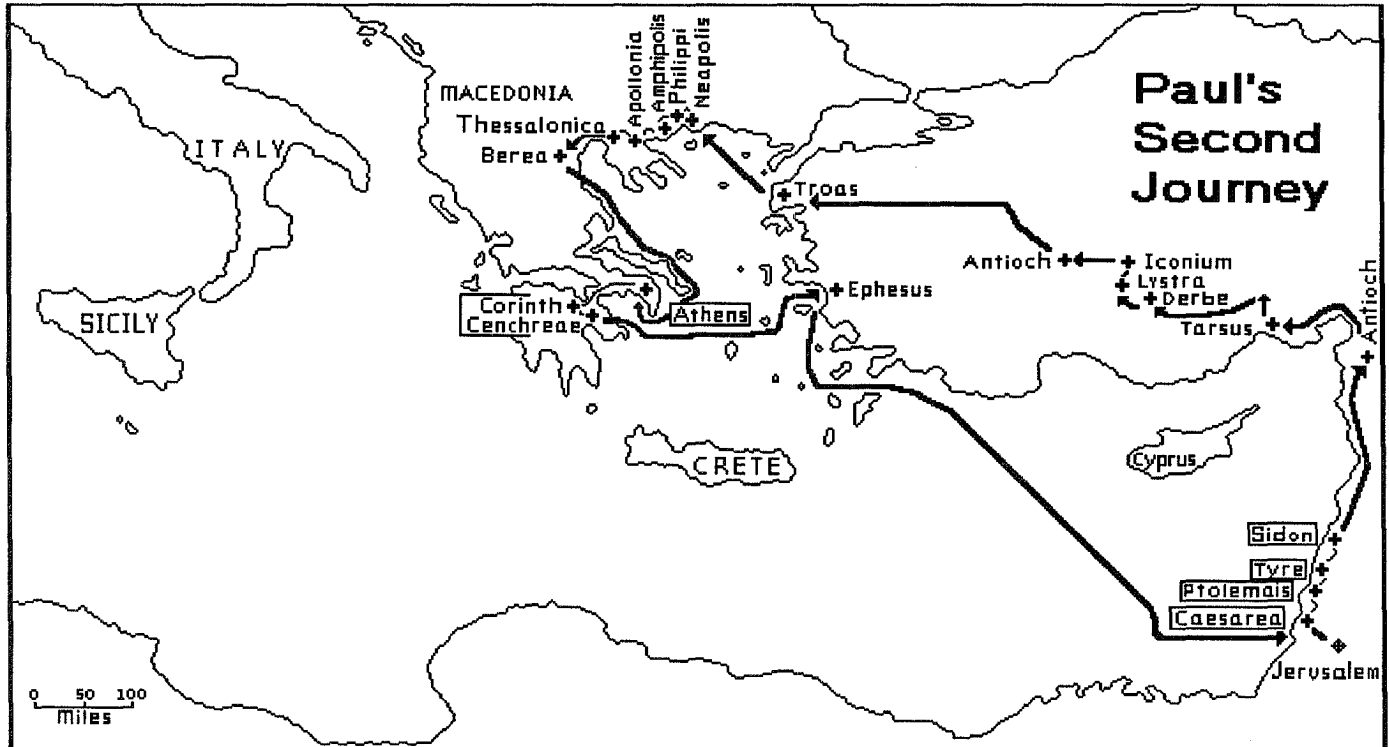 Paul's
Second
Journey
Apollonia
Amphipolis
Philippi
Neapolis
MACEDONIA
Thessalonica
Berea
ITALY
Troas
Antioch
Iconium
Lystra
Derbe
Tarsus
Antioch
Ephesus
Corinth
Cenchreae
Athens
SICILY
CRETE
Cyprus
Sidon
Tyre
Ptolemais
Caesarea
Jerusalem
0 50 100
Miles